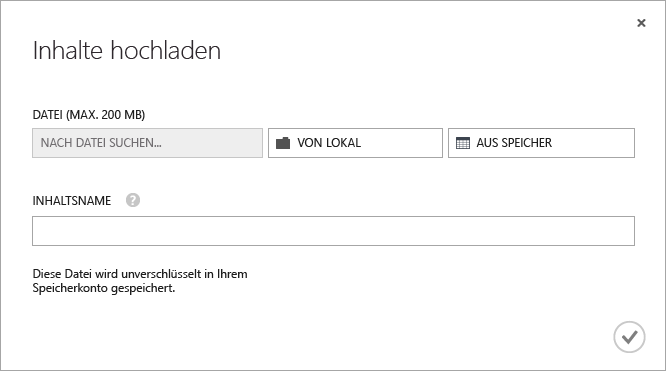 Inhalte hochladen
DATEI (MAX. 200 MB)
NACH DATEI SUCHEN... VON LOKAL AUS SPEICHER
INHALTSNAME ?
Diese Datei wird unverschlüsselt in Ihrem
Speicherkonto gespeichert.